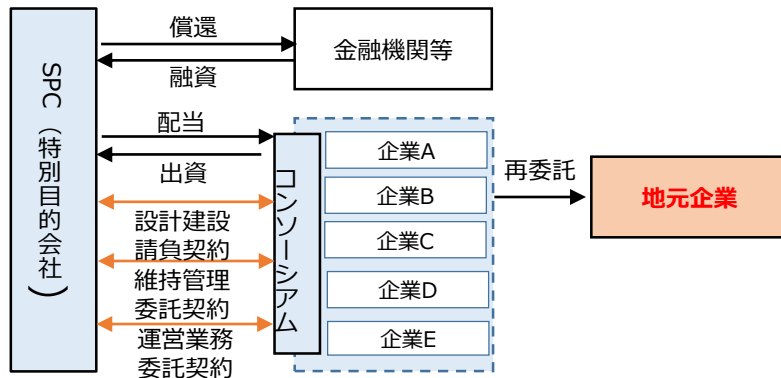 SPC（特別目的会社）
償還
融資
金融機関等
配当
出資
設計建設
請負契約
維持管理
委託契約
運営業務
委託契約
コンソーシアム
企業A
企業B
企業C
企業D
企業E
再委託
地元企業